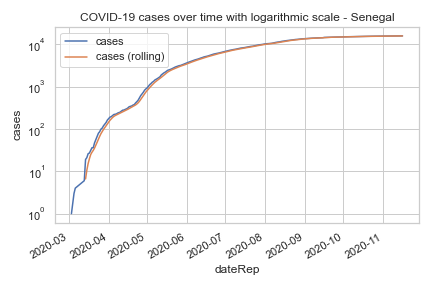 COVID-19 cases over time with logarithmic scale - Senegal
cases
cases (rolling)
10⁴
10³
10²
10¹
10⁰
cases
2020-03
2020-04
2020-05
2020-06
2020-07
2020-08
2020-09
2020-10
2020-11
dateRep